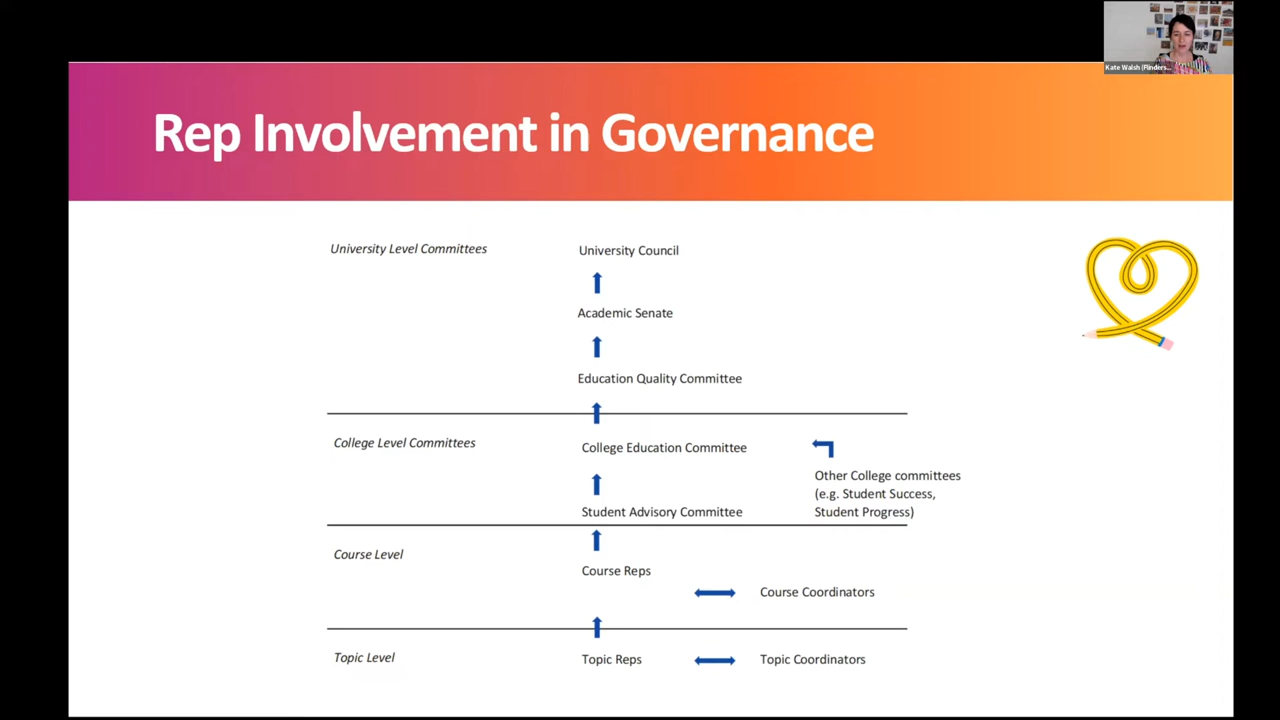 Kate Walsh (Flinders...
Rep Involvement in Governance
University Level Committees
University Council
Academic Senate
Education Quality Committee
College Level Committees
College Education Committee
Other College committees
(e.g. Student Success,
Student Progress)
Student Advisory Committee
Course Level
Course Reps
Course Coordinators
Topic Level
Topic Reps
Topic Coordinators